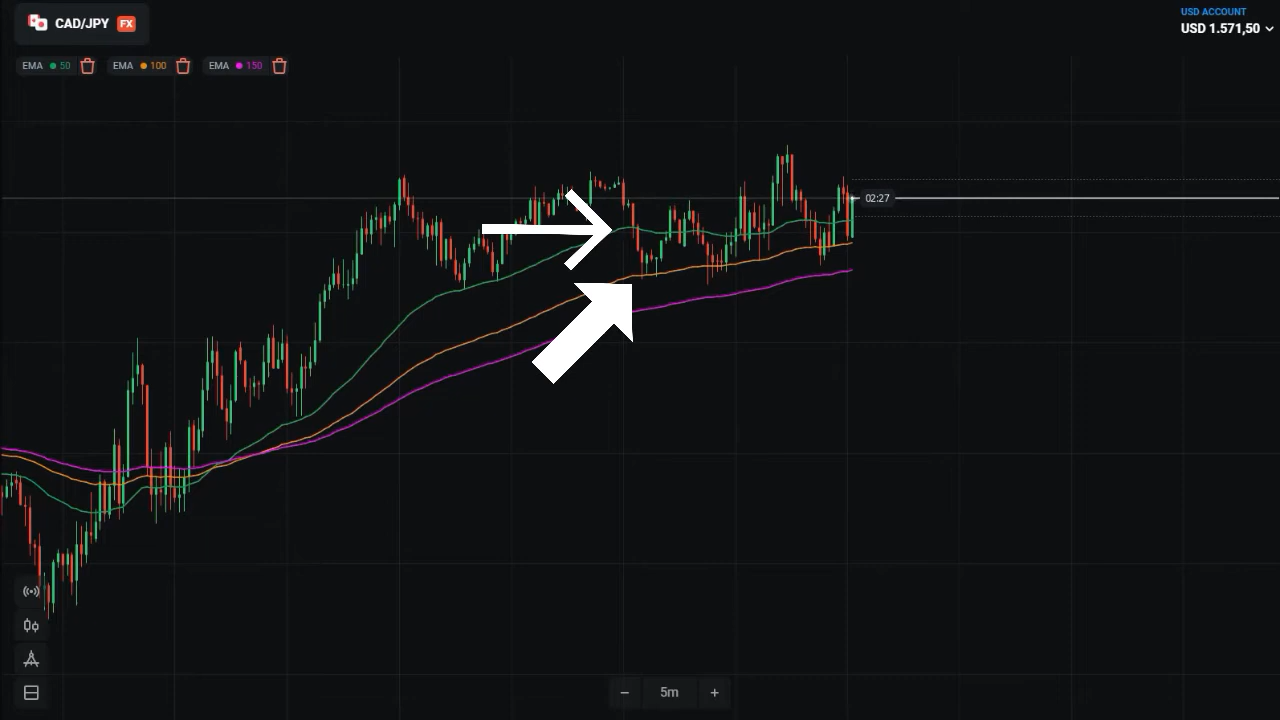 CAD/JPY FX
USD ACCOUNT
USD 1.571,50
EMA 50 EMA 100 EMA 150
02:27
− 5m +